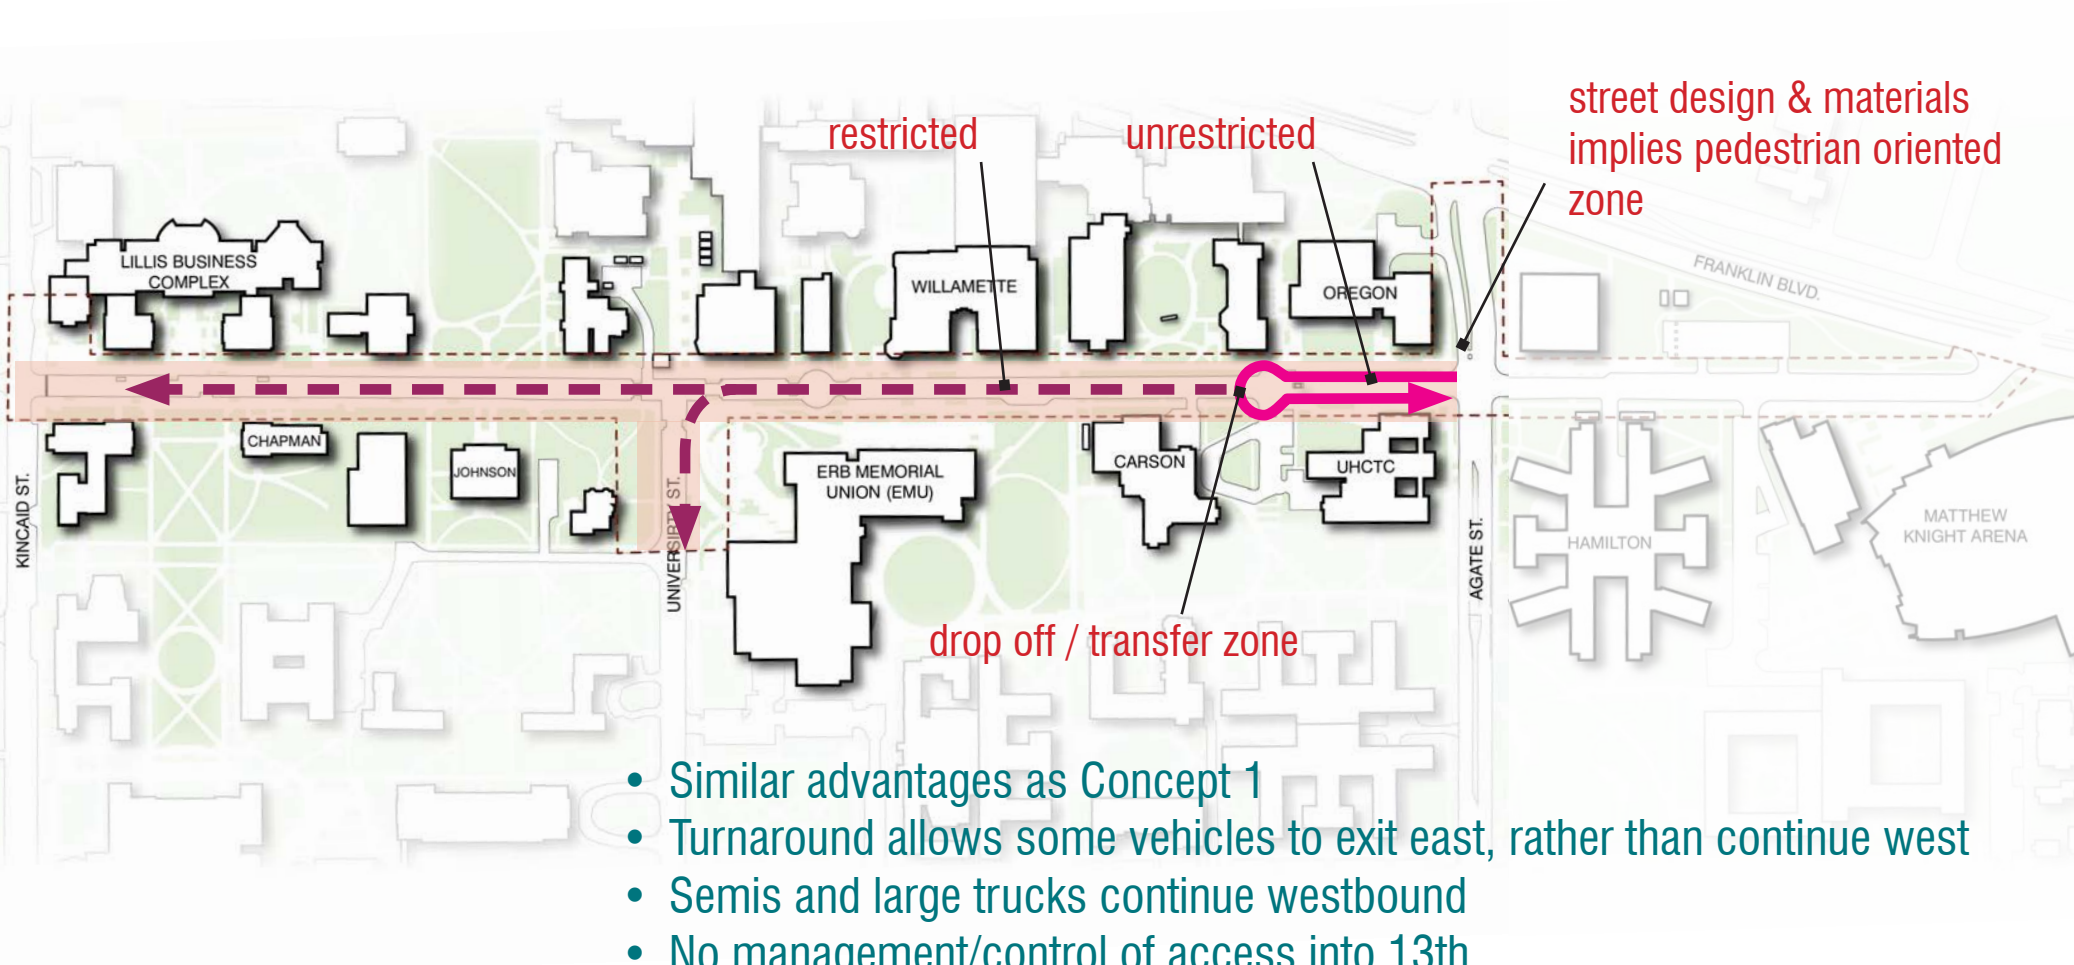 street design & materials
implies pedestrian oriented
zone
restricted
unrestricted
LILLIS BUSINESS
COMPLEX
WILLAMETTE
OREGON
FRANKLIN BLVD.
CHAPMAN
JOHNSON
ERB MEMORIAL
UNION (EMU)
CARSON
UHCTC
HAMILTON
MATTHEW
KNIGHT ARENA
KINCAID ST.
UNIVERSIRTY ST.
AGATE ST.
drop off / transfer zone
• Similar advantages as Concept 1
• Turnaround allows some vehicles to exit east, rather than continue west
• Semis and large trucks continue westbound
• No management/control of access into 13th